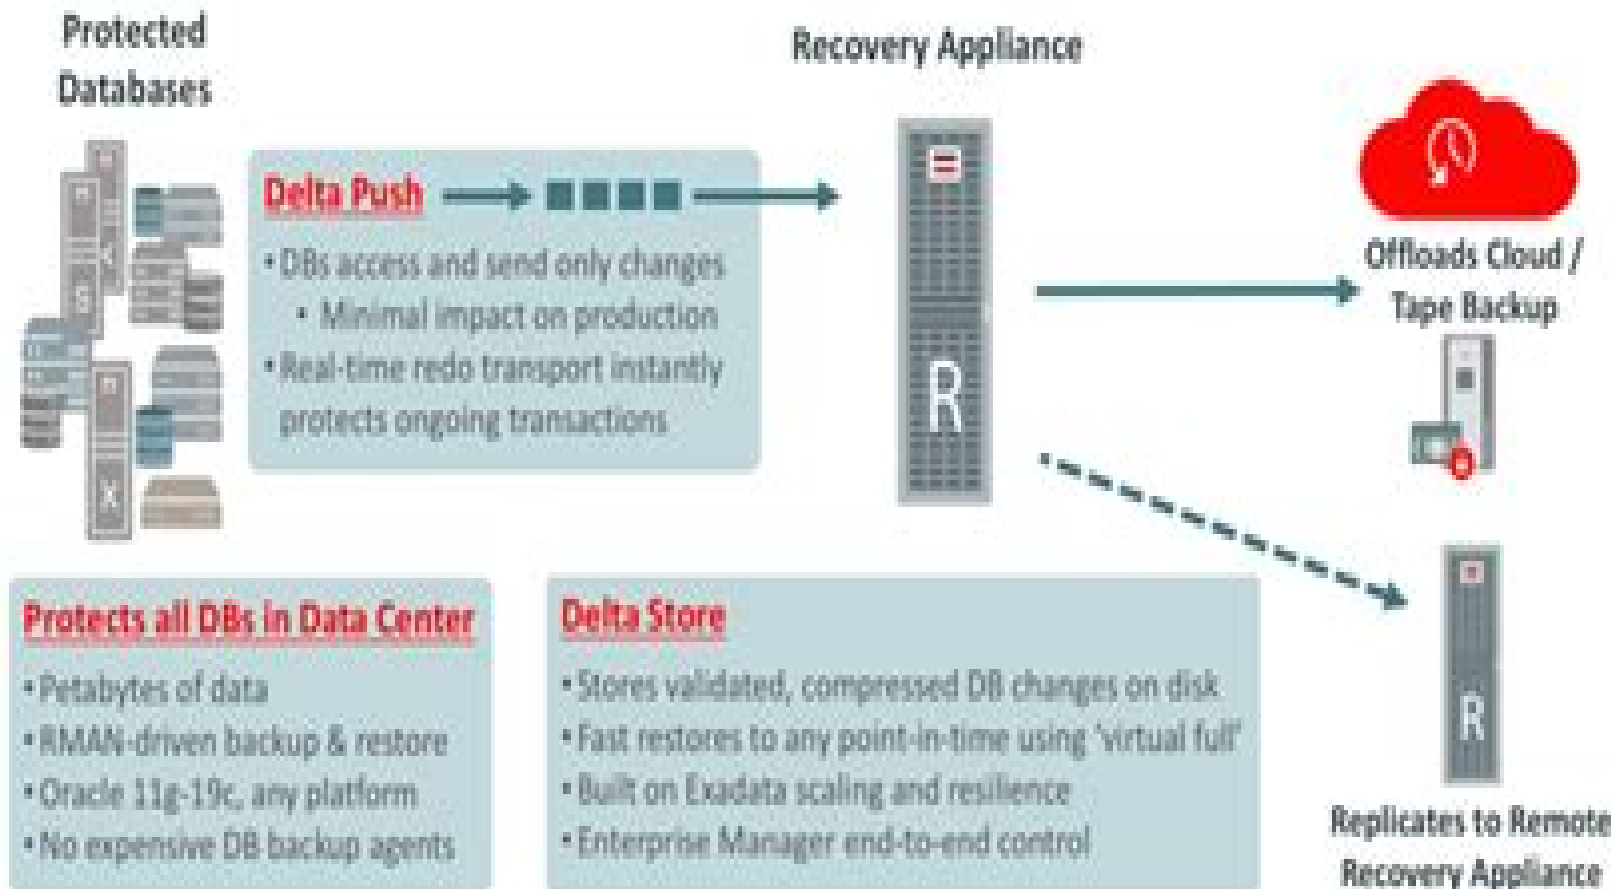 Protected
Databases
Recovery Appliance
Delta Push
• DBs access and send only changes
• Minimal impact on production
• Real-time redo transport instantly
protects ongoing transactions
R
Offloads Cloud /
Tape Backup
Protects all DBs in Data Center
• Petabytes of data
• RMAN-driven backup & restore
• Oracle 11g-19c, any platform
• No expensive DB backup agents
Delta Store
• Stores validated, compressed DB changes on disk
• Fast restores to any point-in-time using 'virtual full'
• Built on Exadata scaling and resilience
• Enterprise Manager end-to-end control
R
Replicates to Remote
Recovery Appliance